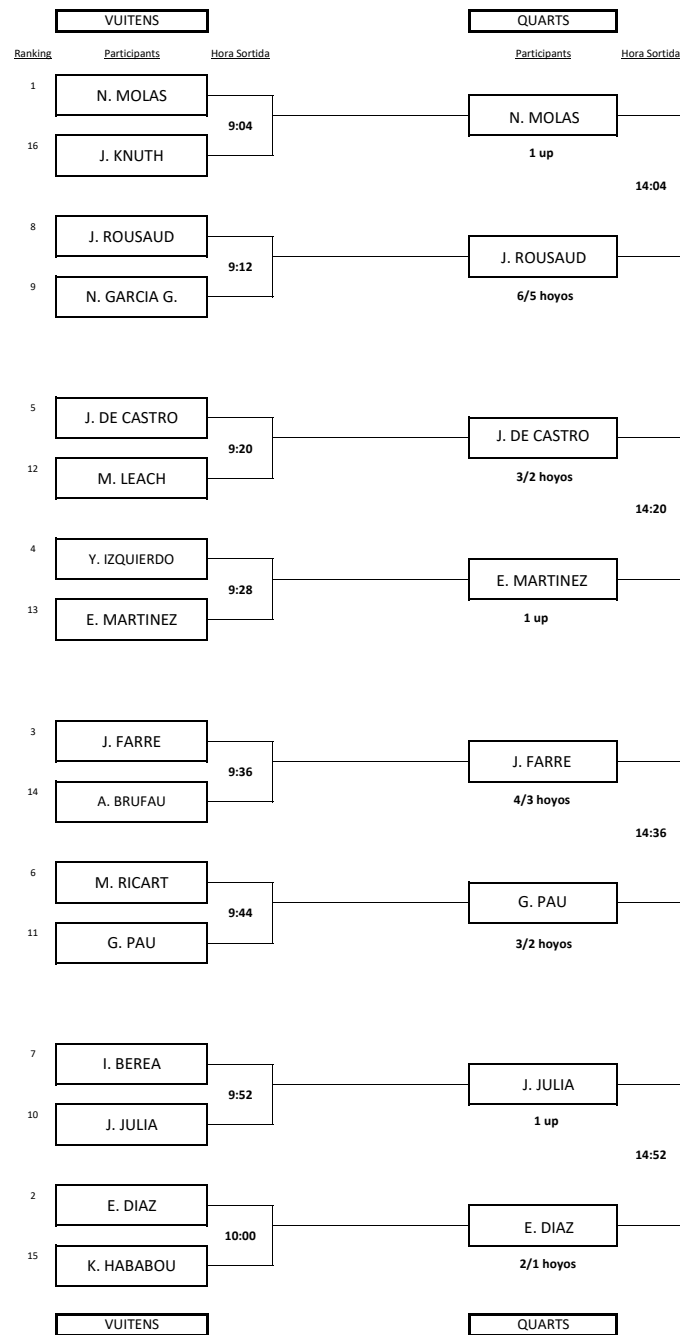 VUITENS QUARTS
Ranking Participants Hora Sortida Participants Hora Sortida
1 N. MOLAS
9:04 N. MOLAS
16 J. KNUTH 1 up
14:04
8 J. ROUSAUD
9:12 J. ROUSAUD
9 N. GARCIA G. 6/5 hoyos
5 J. DE CASTRO
9:20 J. DE CASTRO
12 M. LEACH 3/2 hoyos
14:20
4 Y. IZQUIERDO
9:28 E. MARTINEZ
13 E. MARTINEZ 1 up
3 J. FARRE
9:36 J. FARRE
14 A. BRUFAU 4/3 hoyos
14:36
6 M. RICART
9:44 G. PAU
11 G. PAU 3/2 hoyos
7 I. BEREA
9:52 J. JULIA
10 J. JULIA 1 up
14:52
2 E. DIAZ
10:00 E. DIAZ
15 K. HABABOU 2/1 hoyos
VUITENS QUARTS